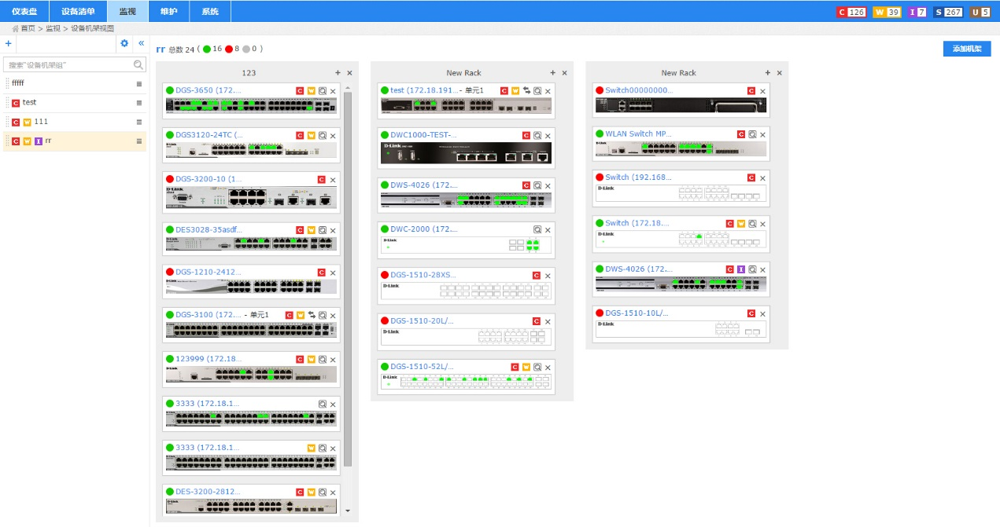 仪表盘 设备清单 监视 维护 系统 C 126 W 39 I 7 S 267 U 5
首页 > 监视 > 设备机架视图
搜索"设备机架组"
fffff
C test
C W 111
C W I rr
rr 总数 24 ( 16 8 0 ) 添加机架
123
DGS-3650 (172.... C W
DGS3120-24TC (... C W
DGS-3200-10 (1... C
D-Link
DES3028-35asdf... C W
DGS-1210-2412... C
DGS-3100 (172.... - 单元1 C W
123999 (172.18... C W
3333 (172.18.1...
3333 (172.18.1... W
DES-3200-2812... C W
New Rack
test (172.18.191...- 单元1 C W
DWC1000-TEST-... C
D-Link
DWS-4026 (172.... C
DWC-2000 (172....
D-Link
DGS-1510-28XS... C
D-Link
DGS-1510-20L/... C
D-Link
DGS-1510-52L/... C W
D-Link
New Rack
Switch00000000... C
WLAN Switch MP... C
D-Link
Switch (192.168... C
D-Link
Switch (172.18.... C W
D-Link
DWS-4026 (172.... C I
DGS-1510-10L/... C
D-Link